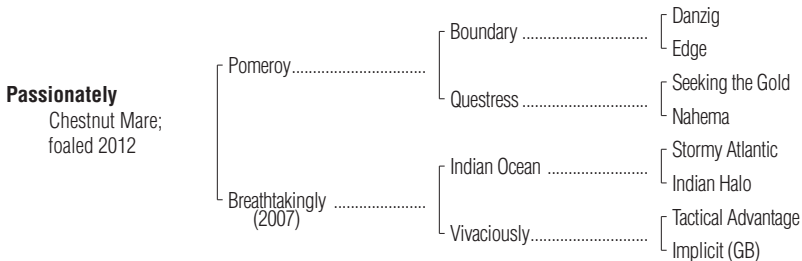 Danzig
Boundary ................................
Edge
Pomeroy..................................
Seeking the Gold
Questress ................................
Nahema
Passionately
Chestnut Mare;
foaled 2012
Stormy Atlantic
Indian Ocean .........................
Indian Halo
Breathtakingly .......................
(2007)
Tactical Advantage
Vivaciously..............................
Implicit (GB)